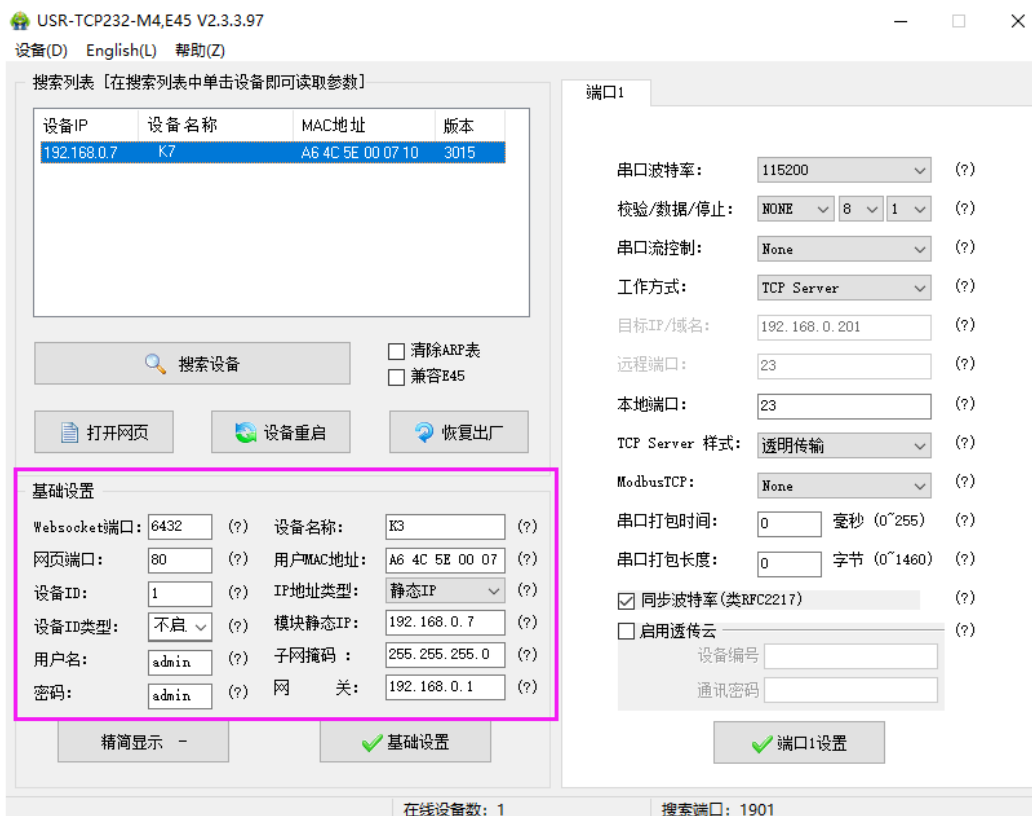 USR-TCP232-M4,E45 V2.3.3.97
设备(D) English(L) 帮助(Z)
搜索列表 [在搜索列表中单击设备即可读取参数]
设备IP 设备名称 MAC地址 版本
192.168.0.7 K7 A6 4C 5E 00 07 10 3015
搜索设备
清除ARP表
兼容E45
打开网页 设备重启 恢复出厂
基础设置
Websocket端口: 6432 (?) 设备名称: K3 (?)
网页端口: 80 (?) 用户MAC地址: A6 4C 5E 00 07 (?)
设备ID: 1 (?) IP地址类型: 静态IP (?)
设备ID类型: 不启 (?) 模块静态IP: 192.168.0.7 (?)
用户名: admin (?) 子网掩码 : 255.255.255.0 (?)
密码: admin (?) 网 关: 192.168.0.1 (?)
精简显示 - 基础设置
端口1
串口波特率: 115200 (?)
校验/数据/停止: NONE 8 1 (?)
串口流控制: None (?)
工作方式: TCP Server (?)
目标IP/域名: 192.168.0.201 (?)
远程端口: 23 (?)
本地端口: 23 (?)
TCP Server 样式: 透明传输 (?)
ModbusTCP: None (?)
串口打包时间: 0 毫秒 (0~255) (?)
串口打包长度: 0 字节 (0~1460) (?)
同步波特率(类RFC2217) (?)
启用透传云 (?)
设备编号
通讯密码
端口1设置
在线设备数: 1 搜索端口: 1901